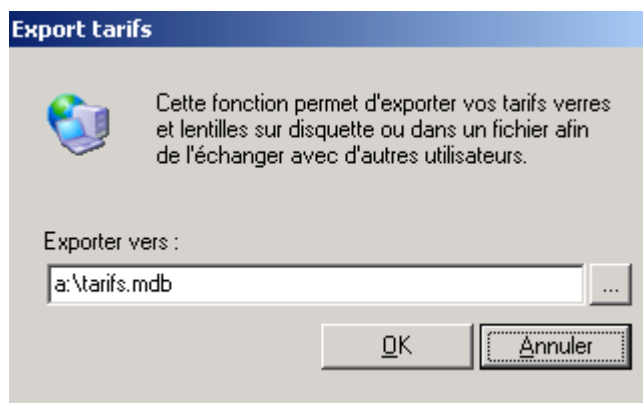 Export tarifs
Cette fonction permet d'exporter vos tarifs verres
et lentilles sur disquette ou dans un fichier afin
de l'échanger avec d'autres utilisateurs.
Exporter vers :
a:\tarifs.mdb ...
OK Annuler